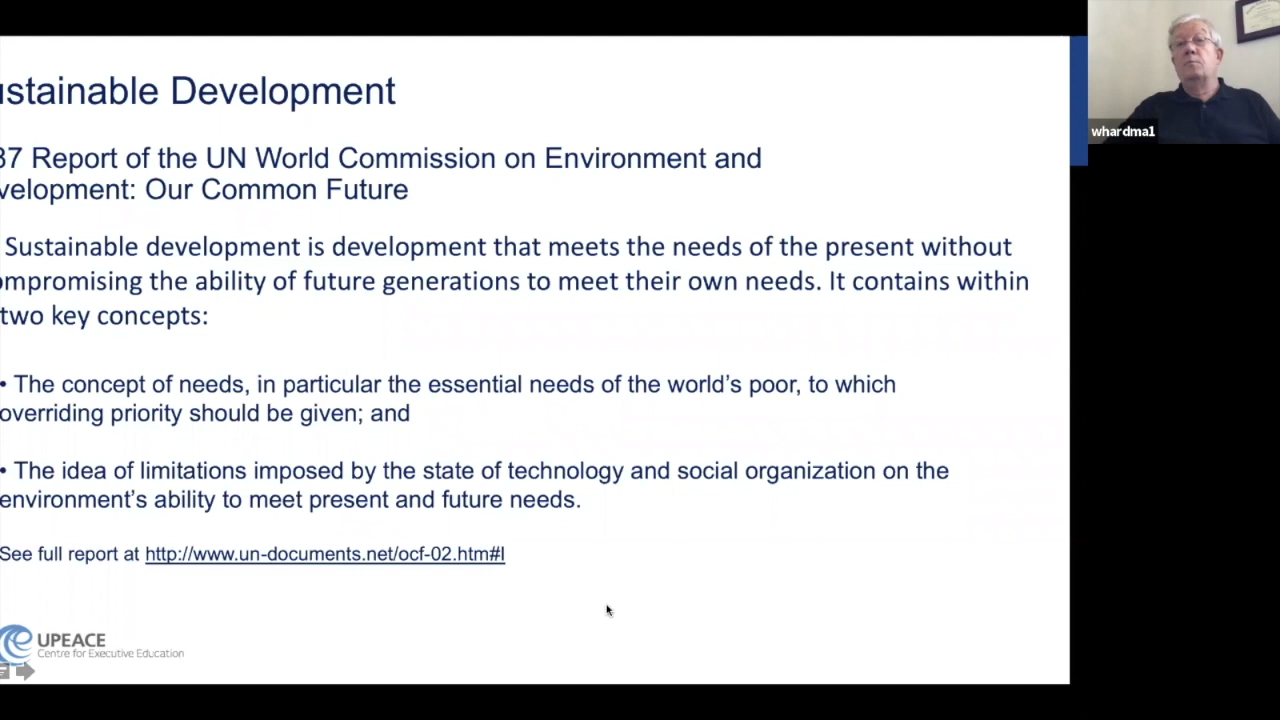 ustainable Development
whardma1
87 Report of the UN World Commission on Environment and
velopment: Our Common Future
Sustainable development is development that meets the needs of the present without
ompromising the ability of future generations to meet their own needs. It contains within
two key concepts:
• The concept of needs, in particular the essential needs of the world’s poor, to which
overriding priority should be given; and
• The idea of limitations imposed by the state of technology and social organization on the
environment’s ability to meet present and future needs.
See full report at http://www.un-documents.net/ocf-02.htm#I
UPEACE
Centre for Executive Education